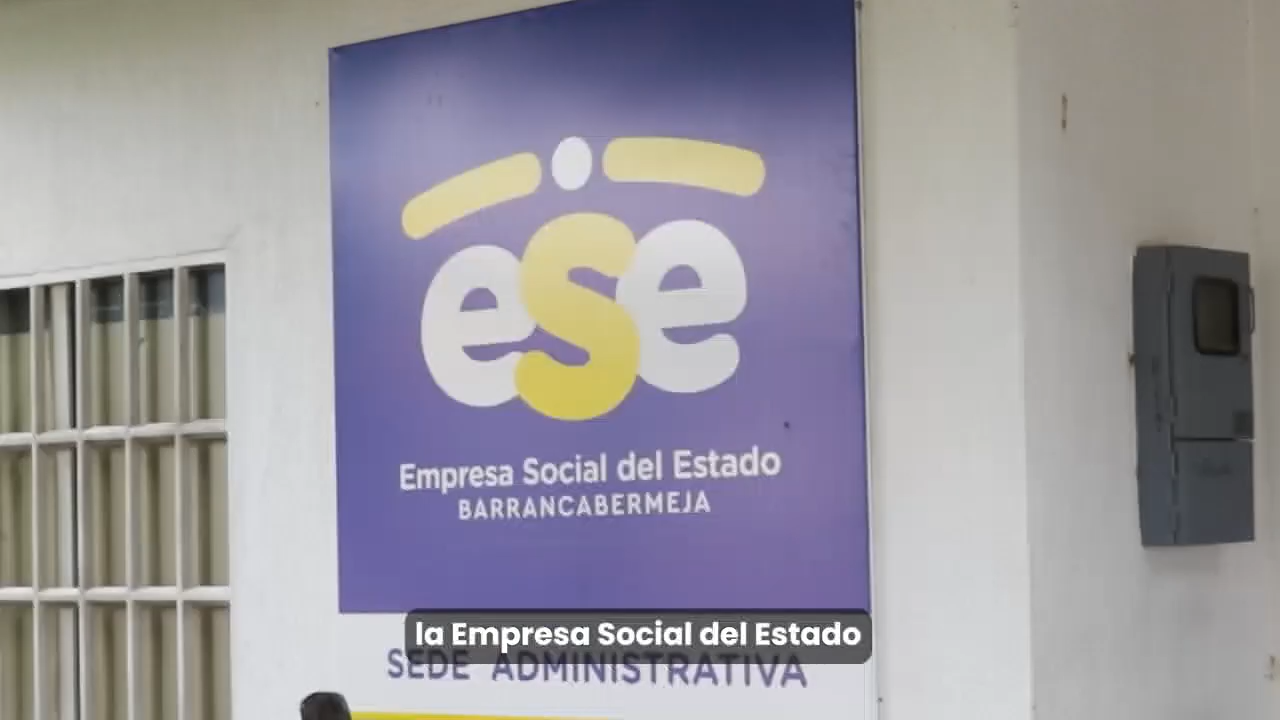 ese
Empresa Social del Estado
BARRANCABERMEJA
la Empresa Social del Estado
SEDE ADMINISTRATIVA